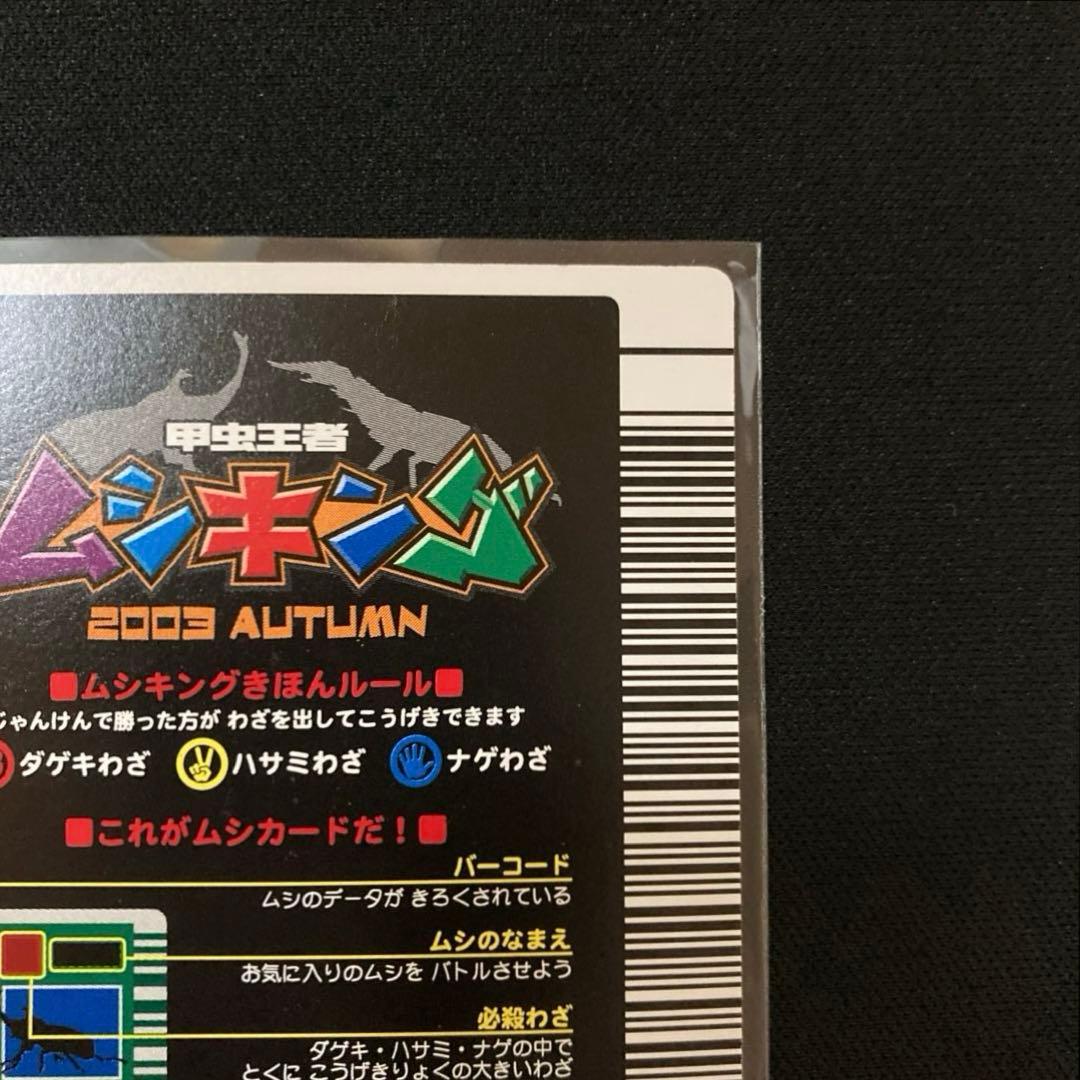 甲虫王者
ムシキング
2003 AUTUMN
■ムシキングきほんルール■
じゃんけんで勝った方が わざを出してこうげきできます
ダゲキわざ ハサミわざ ナゲわざ
■これがムシカードだ！■
バーコード
ムシのデータが きろくされている
ムシのなまえ
お気に入りのムシを バトルさせよう
必殺わざ
ダゲキ・ハサミ・ナゲの中で
とくに こうげきりょくの大きいわざ